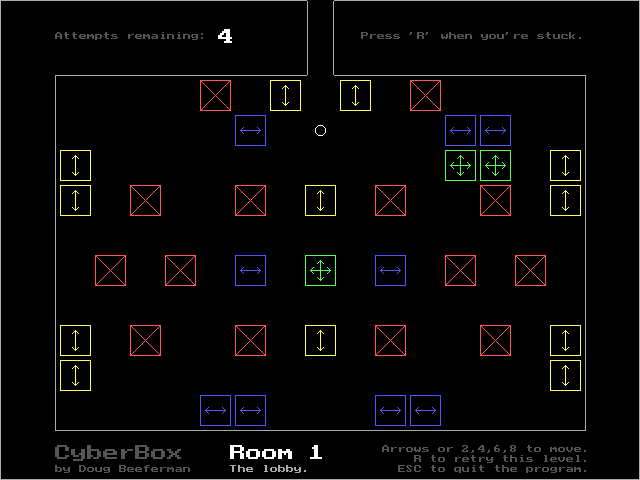 Attempts remaining: 4
Press 'R' when you're stuck.
CyberBox
by Doug Beeferman
Room 1
The lobby.
Arrows or 2,4,6,8 to move.
R to retry this level.
ESC to quit the program.